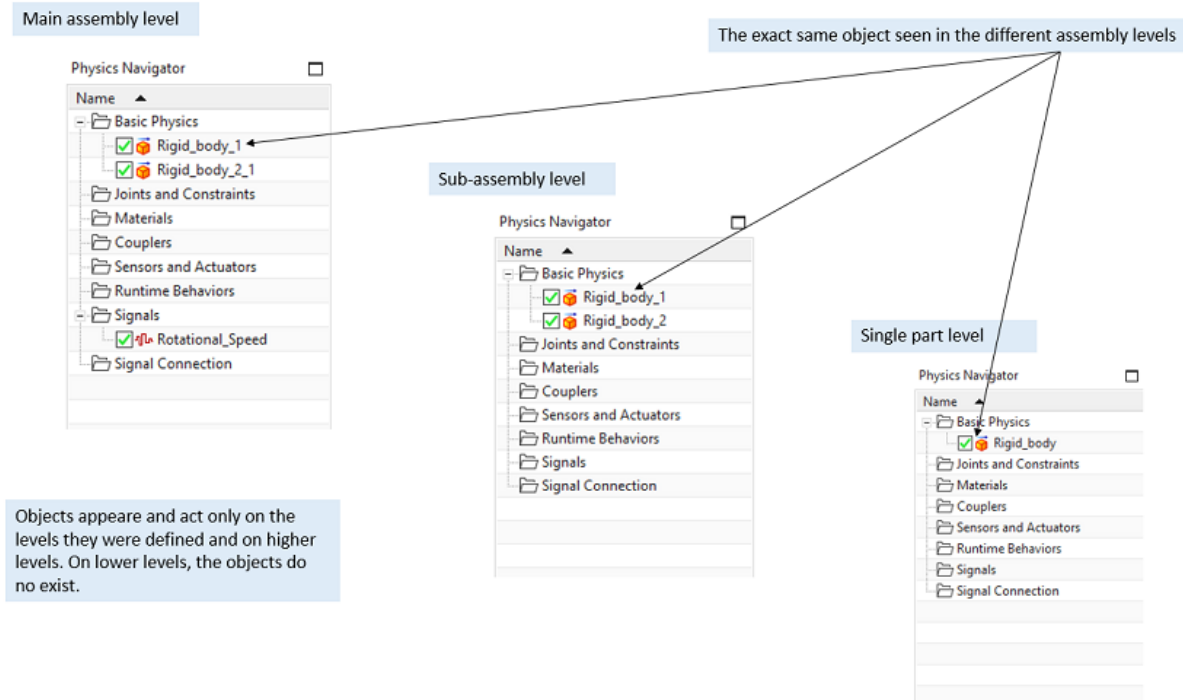 Main assembly level
The exact same object seen in the different assembly levels
Physics Navigator
Name
Basic Physics
Rigid_body_1
Rigid_body_2_1
Joints and Constraints
Materials
Couplers
Sensors and Actuators
Runtime Behaviors
Signals
Rotational_Speed
Signal Connection
Sub-assembly level
Physics Navigator
Name
Basic Physics
Rigid_body_1
Rigid_body_2
Joints and Constraints
Materials
Couplers
Sensors and Actuators
Runtime Behaviors
Signals
Signal Connection
Single part level
Physics Navigator
Name
Basic Physics
Rigid_body
Joints and Constraints
Materials
Couplers
Sensors and Actuators
Runtime Behaviors
Signals
Signal Connection
Objects appeare and act only on the
levels they were defined and on higher
levels. On lower levels, the objects do
no exist.